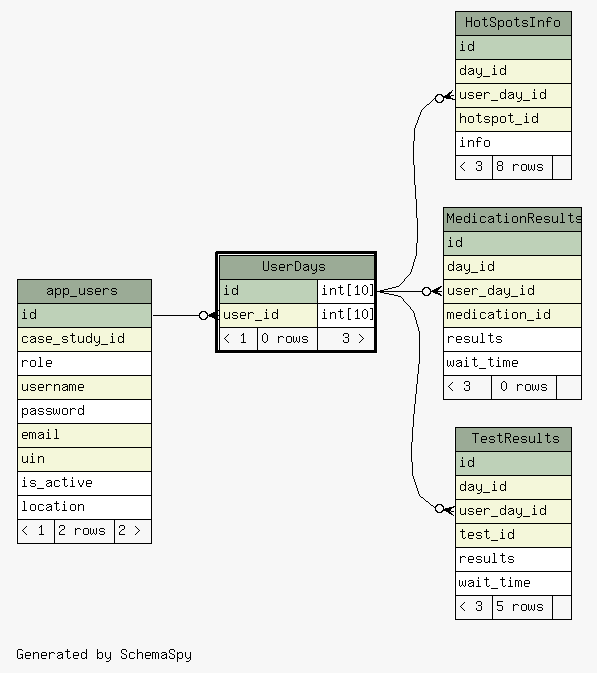 HotSpotsInfo
id
day_id
user_day_id
hotspot_id
info
< 3 8 rows
MedicationResults
id
day_id
user_day_id
medication_id
results
wait_time
< 3 0 rows
UserDays
id int[10]
user_id int[10]
< 1 0 rows 3 >
app_users
id
case_study_id
role
username
password
email
uin
is_active
location
< 1 2 rows 2 >
TestResults
id
day_id
user_day_id
test_id
results
wait_time
< 3 5 rows
Generated by SchemaSpy